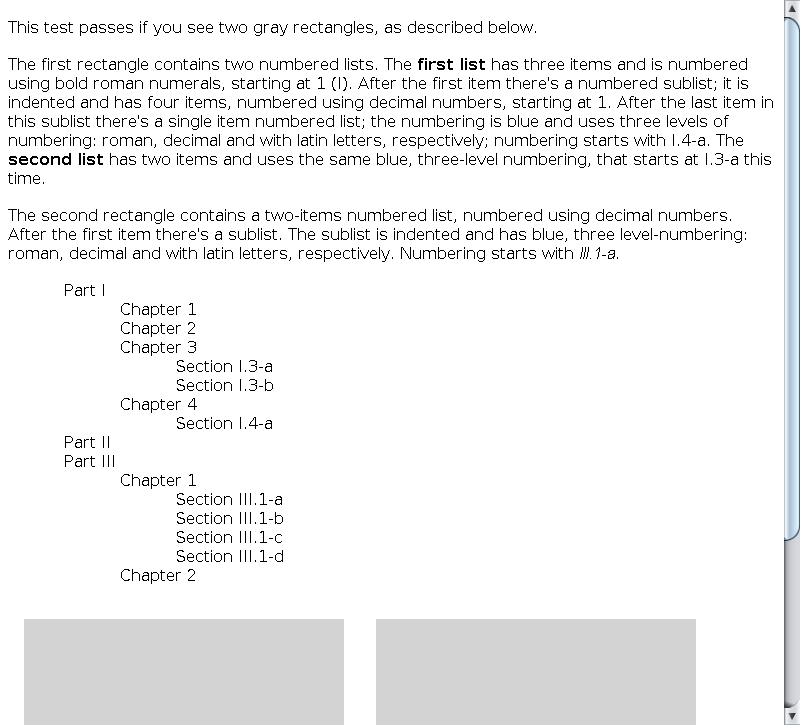 This test passes if you see two gray rectangles, as described below.
The first rectangle contains two numbered lists. The first list has three items and is numbered
using bold roman numerals, starting at 1 (I). After the first item there's a numbered sublist; it is
indented and has four items, numbered using decimal numbers, starting at 1. After the last item in
this sublist there's a single item numbered list; the numbering is blue and uses three levels of
numbering: roman, decimal and with latin letters, respectively; numbering starts with I.4-a. The
second list has two items and uses the same blue, three-level numbering, that starts at I.3-a this
time.
The second rectangle contains a two-items numbered list, numbered using decimal numbers.
After the first item there's a sublist. The sublist is indented and has blue, three level-numbering:
roman, decimal and with latin letters, respectively. Numbering starts with III.1-a.
Part I
Chapter 1
Chapter 2
Chapter 3
Section I.3-a
Section I.3-b
Chapter 4
Section I.4-a
Part II
Part III
Chapter 1
Section III.1-a
Section III.1-b
Section III.1-c
Section III.1-d
Chapter 2